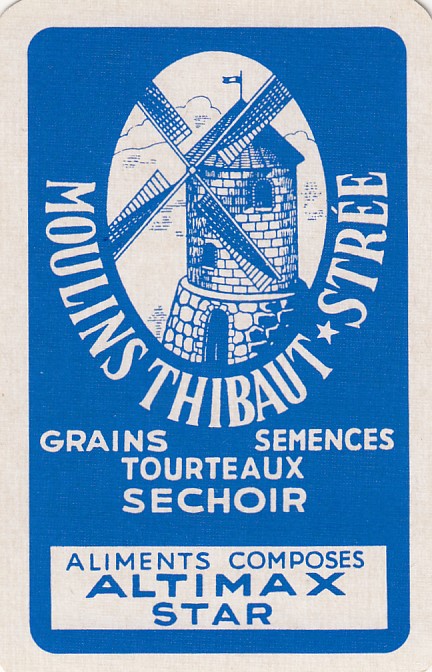 MOULINS THIBAUT ★ STRÉE
GRAINS SEMENCES
TOURTEAUX
SECHOIR
ALIMENTS COMPOSES
ALTIMAX
STAR